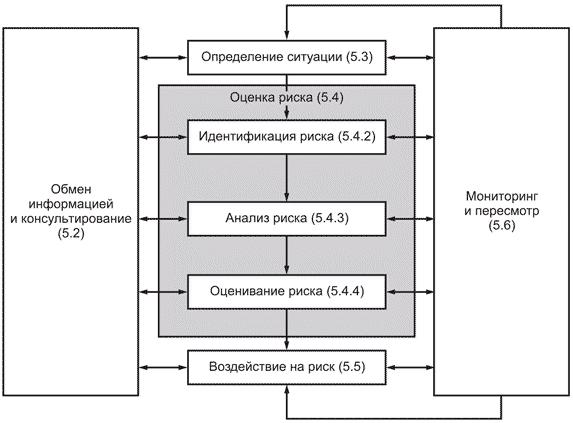 Определение ситуации (5.3)
Оценка риска (5.4)
Идентификация риска (5.4.2)
Обмен
информацией
и консультирование
(5.2)
Анализ риска (5.4.3)
Мониторинг
и пересмотр
(5.6)
Оценивание риска (5.4.4)
Воздействие на риск (5.5)